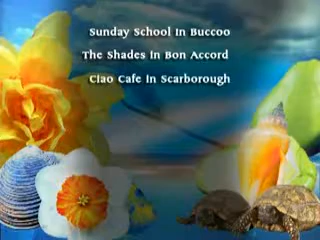 Sunday School In Buccoo
The Shades In Bon Accord
Ciao Cafe In Scarborough